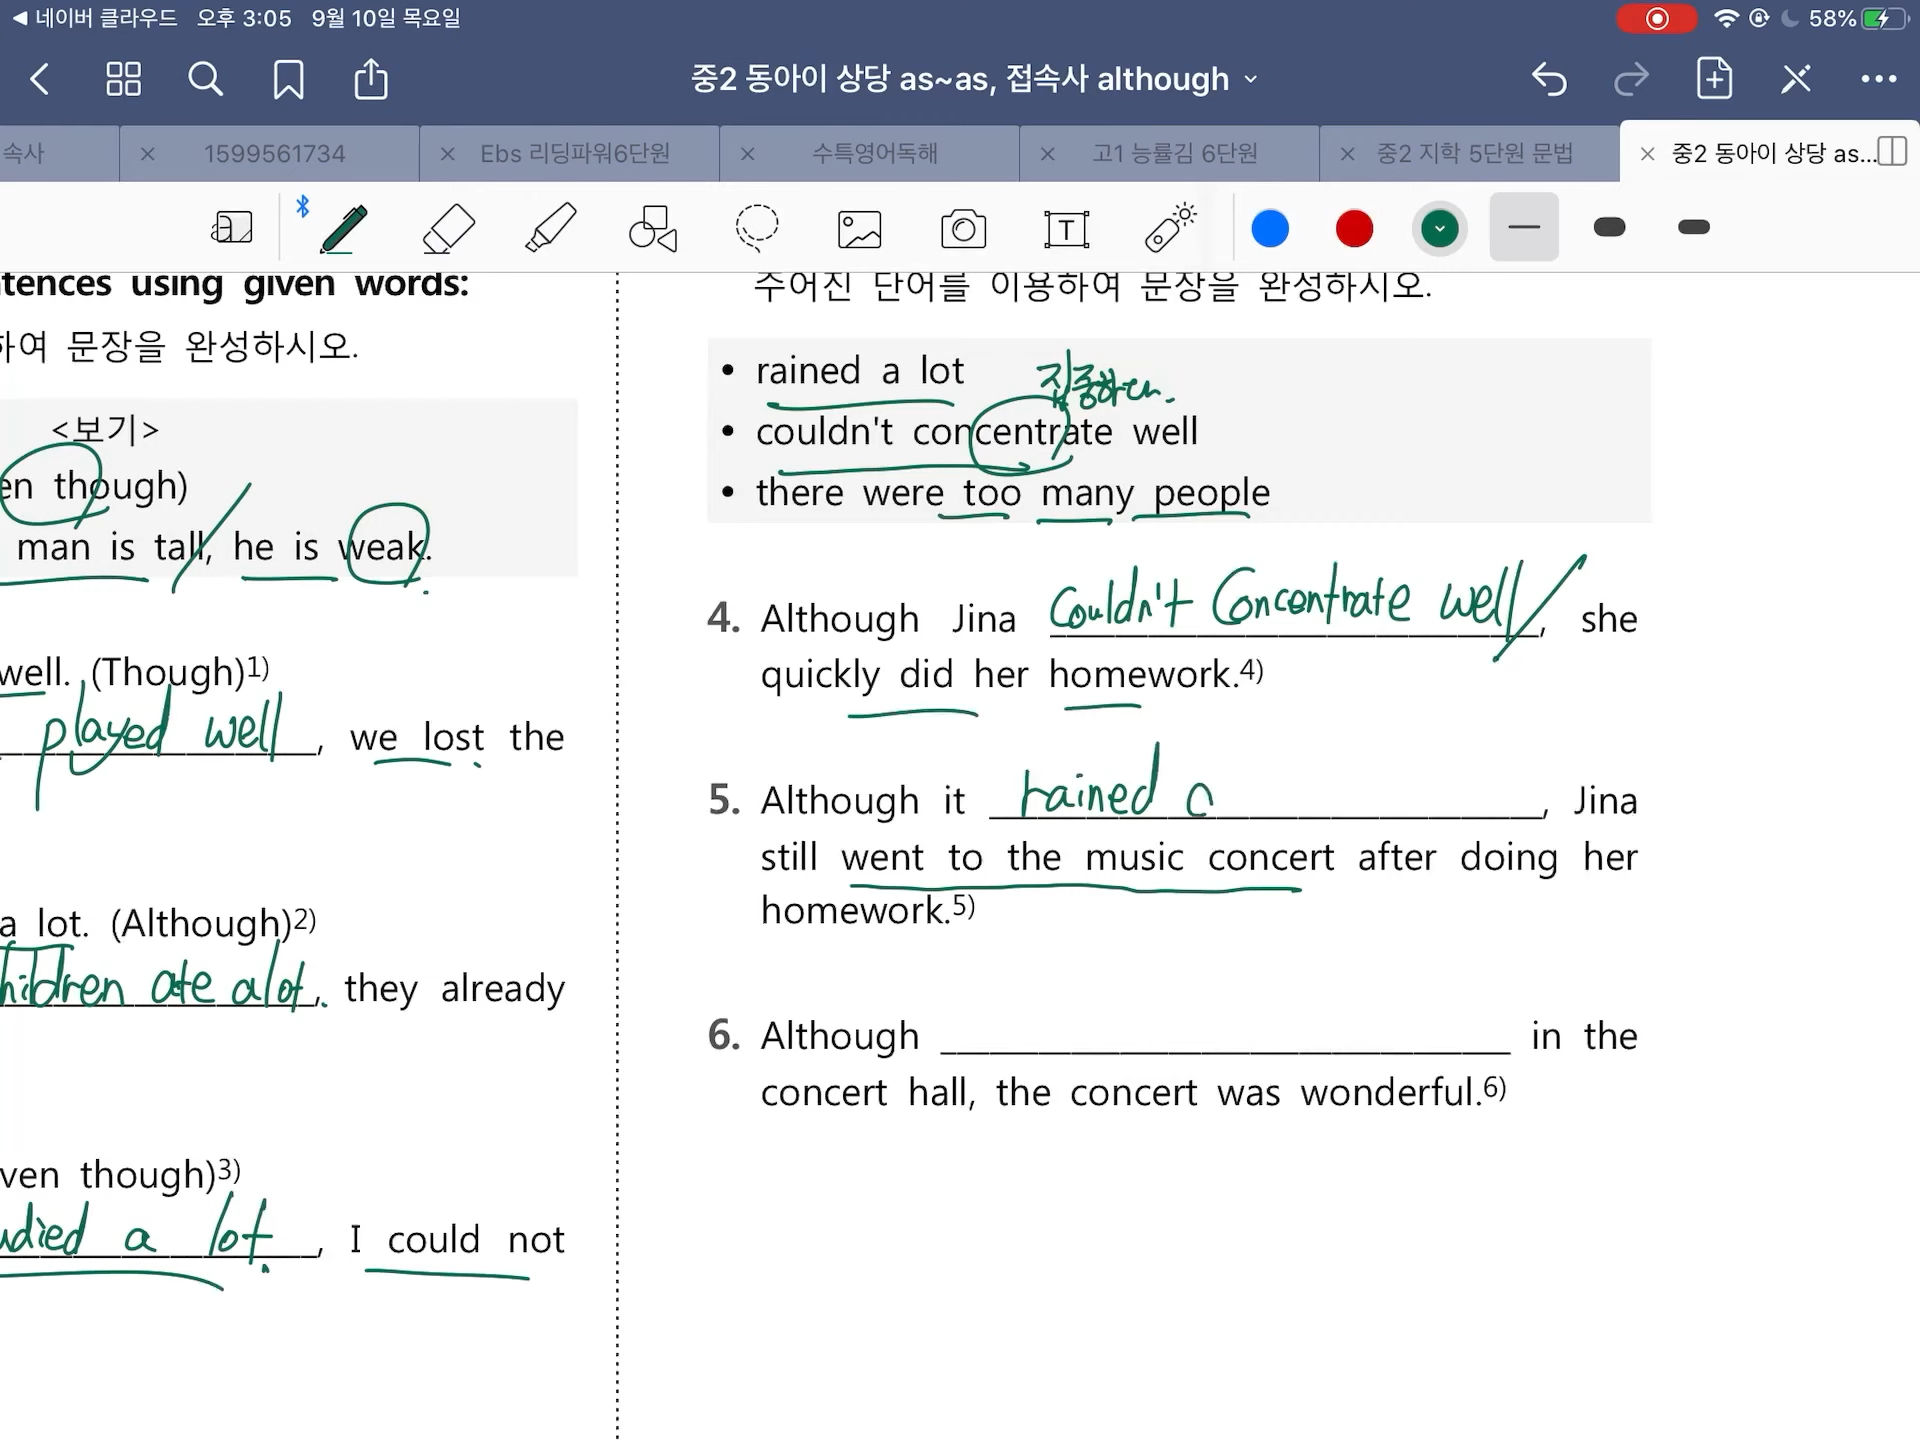 ◀ 네이버 클라우드 오후 3:05 9월 10일 목요일
58%
중2 동아이 상당 as~as, 접속사 although
속사
1599561734
Ebs 리딩파워6단원
수특영어독해
고1 능률김 6단원
중2 지학 5단원 문법
중2 동아이 상당 as...
tences using given words:
하여 문장을 완성하시오.
<보기>
en though)
man is tall, he is weak.
well. (Though)1)
played well, we lost the
a lot. (Although)2)
hildren ate a lot, they already
ven though)3)
udied a lot, I could not
주어진 단어를 이용하여 문장을 완성하시오.
• rained a lot
집중하다.
• couldn't concentrate well
• there were too many people
4. Although Jina couldn't concentrate well, she
quickly did her homework.4)
5. Although it rained a, Jina
still went to the music concert after doing her
homework.5)
6. Although in the
concert hall, the concert was wonderful.6)